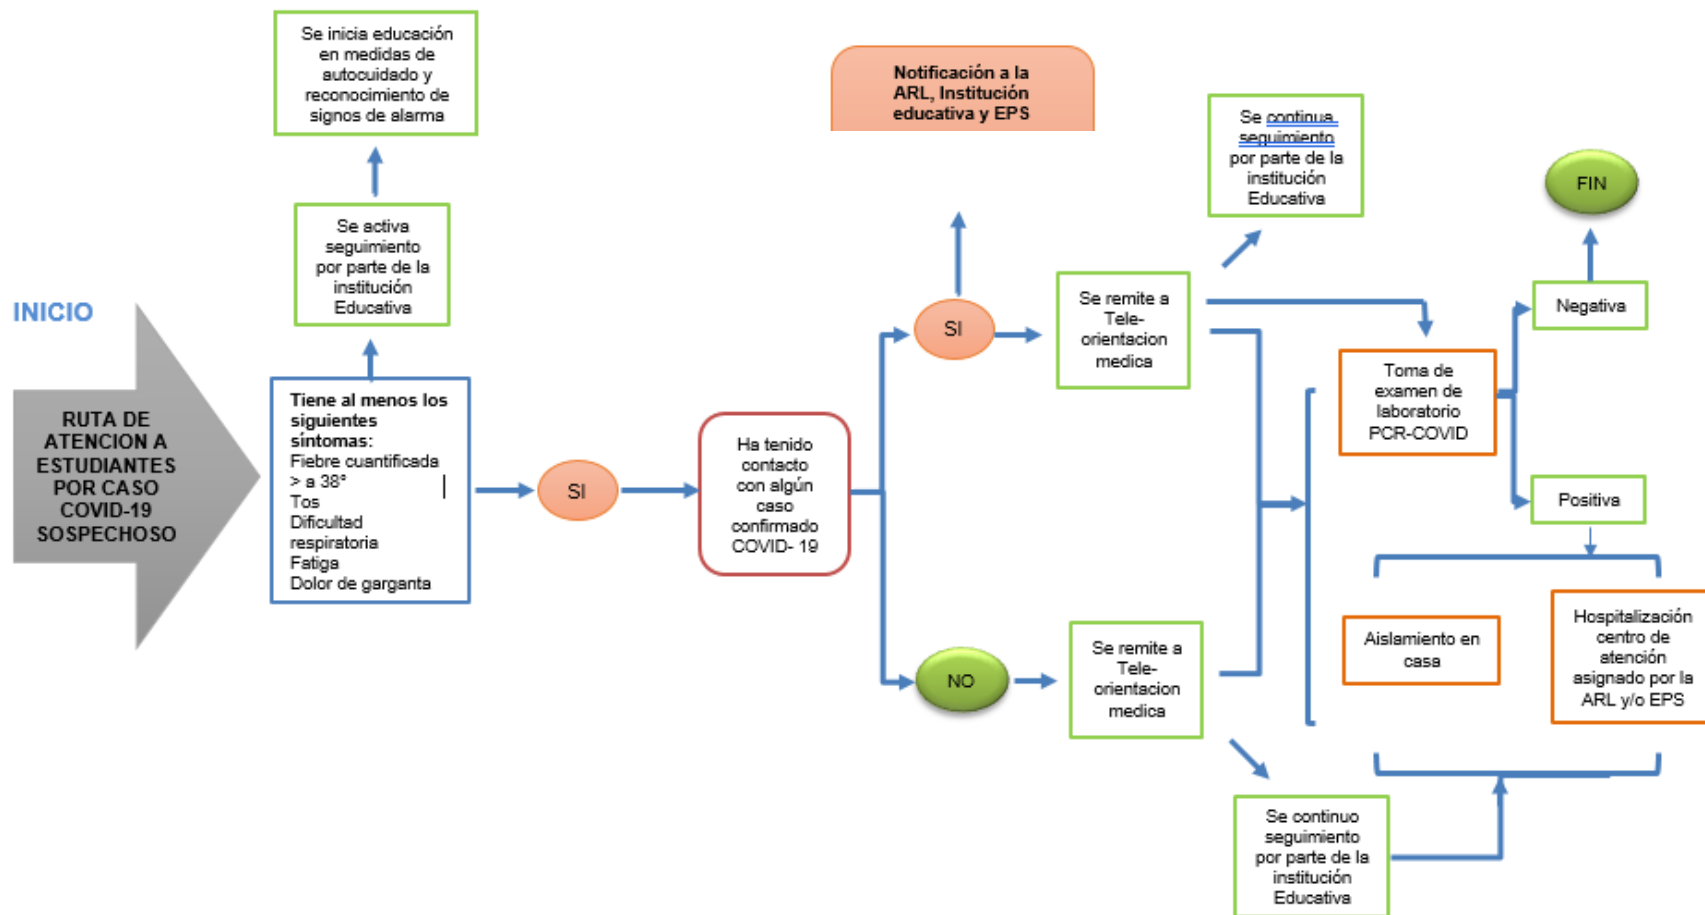 INICIO
RUTA DE
ATENCION A
ESTUDIANTES
POR CASO
COVID-19
SOSPECHOSO
Se inicia educación
en medidas de
autocuidado y
reconocimiento de
signos de alarma
Se activa
seguimiento
por parte de la
institución
Educativa
Tiene al menos los
siguientes
síntomas:
Fiebre cuantificada
> a 38°
Tos
Dificultad
respiratoria
Fatiga
Dolor de garganta
SI
Ha tenido
contacto
con algún
caso
confirmado
COVID- 19
Notificación a la
ARL, Institución
educativa y EPS
SI
Se remite a
Tele-
orientacion
medica
Se continua
seguimiento
por parte de la
institución
Educativa
NO
Se remite a
Tele-
orientacion
medica
Se continuo
seguimiento
por parte de la
institución
Educativa
Toma de
examen de
laboratorio
PCR-COVID
FIN
Negativa
Positiva
Aislamiento en
casa
Hospitalización
centro de
atención
asignado por la
ARL y/o EPS